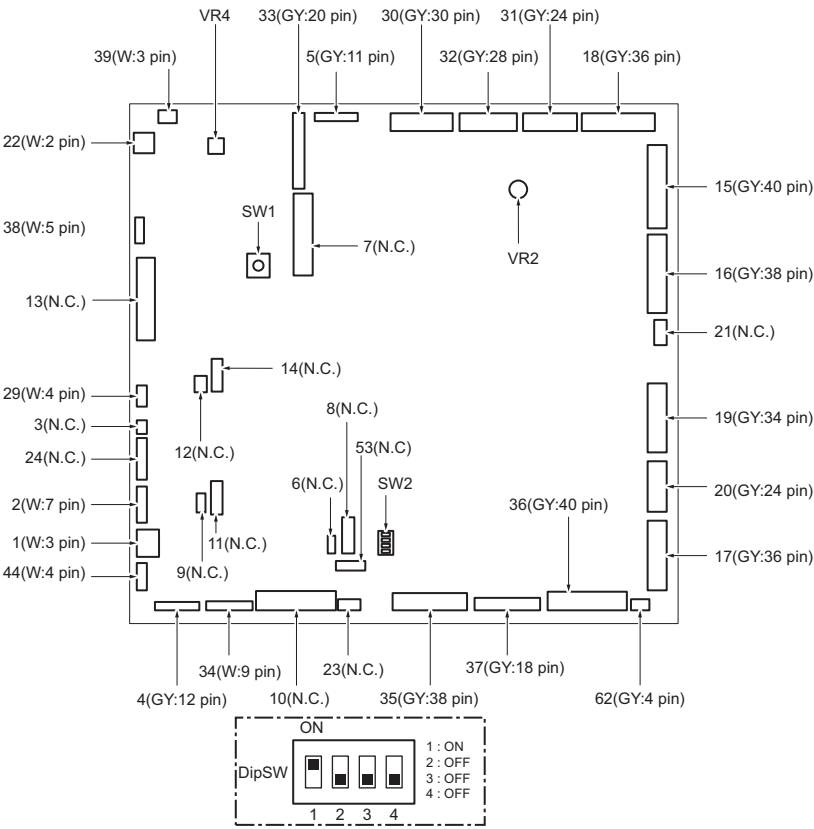 VR4
33(GY:20 pin)
30(GY:30 pin)
31(GY:24 pin)
39(W:3 pin)
5(GY:11 pin)
32(GY:28 pin)
18(GY:36 pin)
22(W:2 pin)
15(GY:40 pin)
SW1
38(W:5 pin)
7(N.C.)
VR2
16(GY:38 pin)
13(N.C.)
21(N.C.)
14(N.C.)
29(W:4 pin)
8(N.C.)
3(N.C.)
19(GY:34 pin)
12(N.C.)
53(N.C)
24(N.C.)
6(N.C.)
SW2
20(GY:24 pin)
2(W:7 pin)
36(GY:40 pin)
1(W:3 pin)
11(N.C.)
17(GY:36 pin)
44(W:4 pin)
9(N.C.)
34(W:9 pin)
23(N.C.)
37(GY:18 pin)
4(GY:12 pin)
10(N.C.)
35(GY:38 pin)
62(GY:4 pin)
ON
DipSW
1 : ON
2 : OFF
3 : OFF
4 : OFF
1 2 3 4